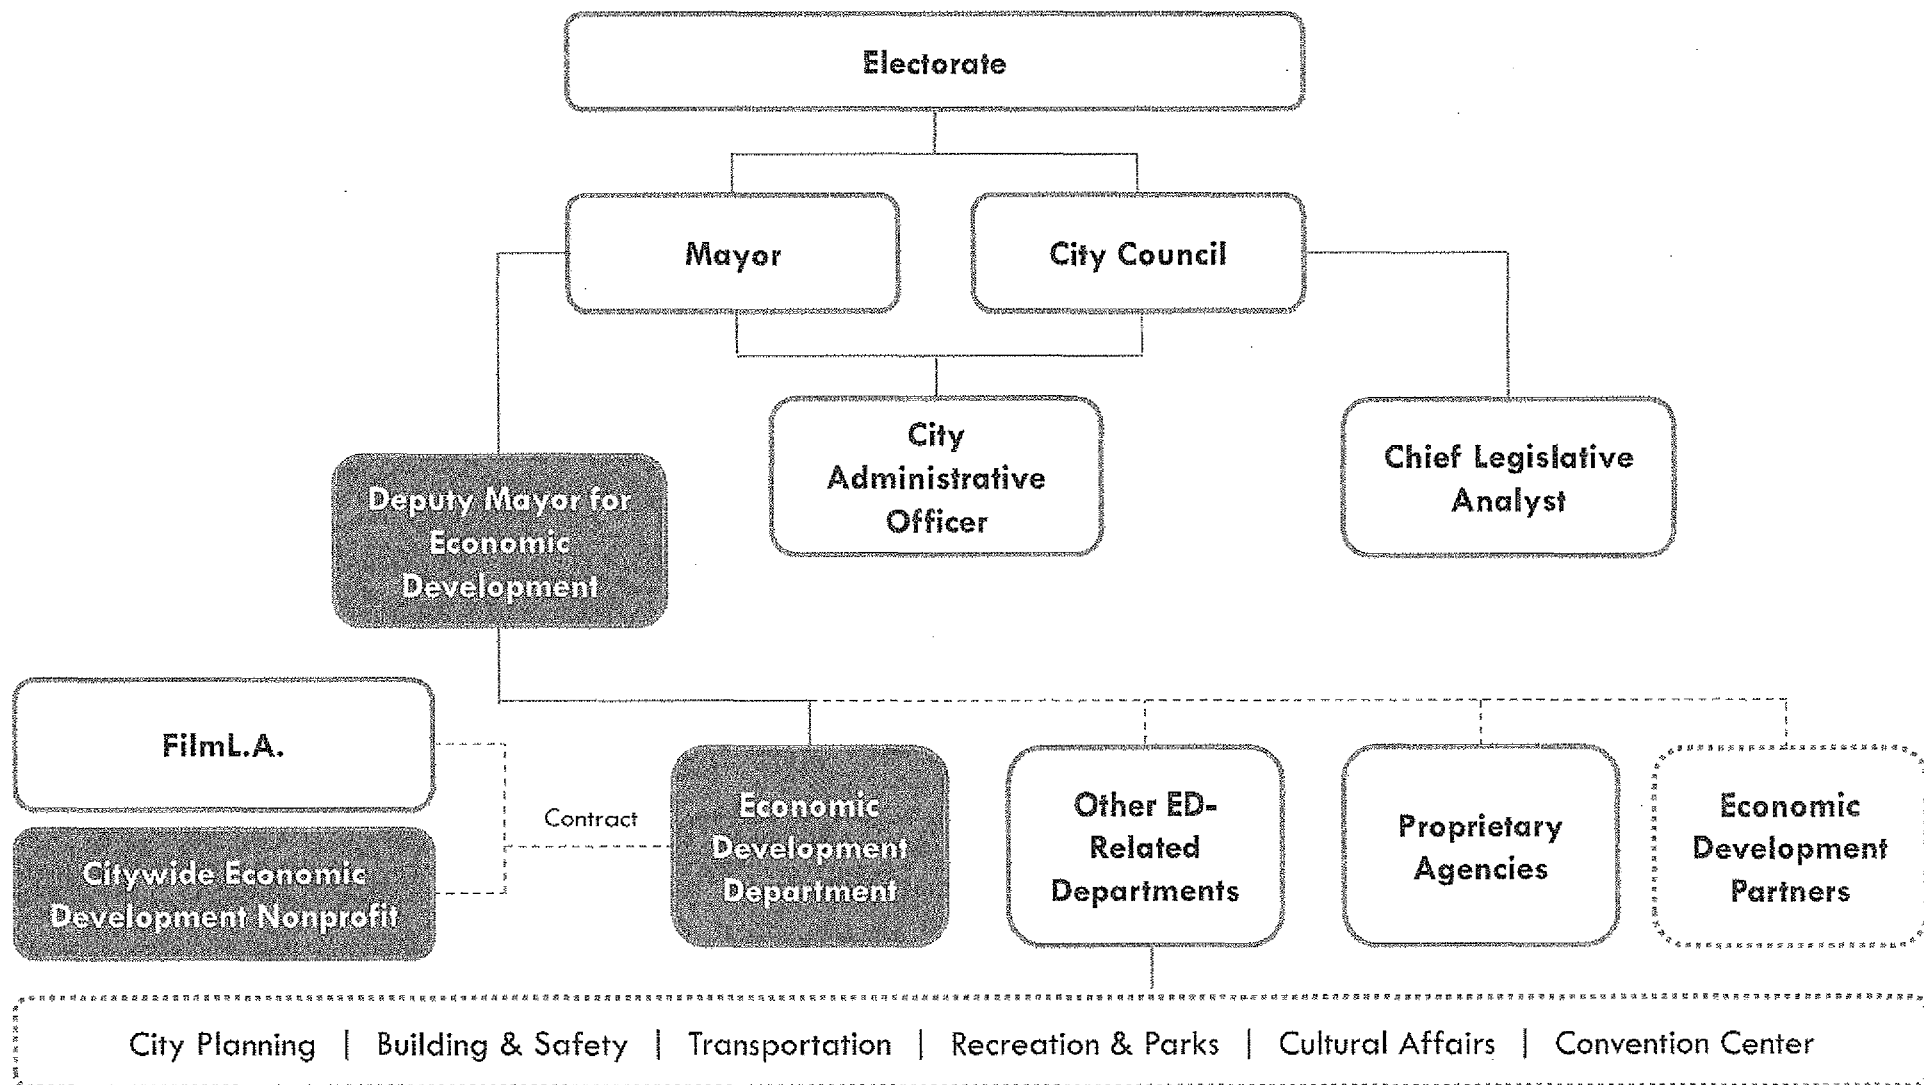 Electorate
Mayor
City Council
City
Administrative
Officer
Chief Legislative
Analyst
Deputy Mayor for
Economic
Development
FilmL.A.
Contract
Citywide Economic
Development Nonprofit
Economic
Development
Department
Other ED-
Related
Departments
Proprietary
Agencies
Economic
Development
Partners
City Planning | Building & Safety | Transportation | Recreation & Parks | Cultural Affairs | Convention Center